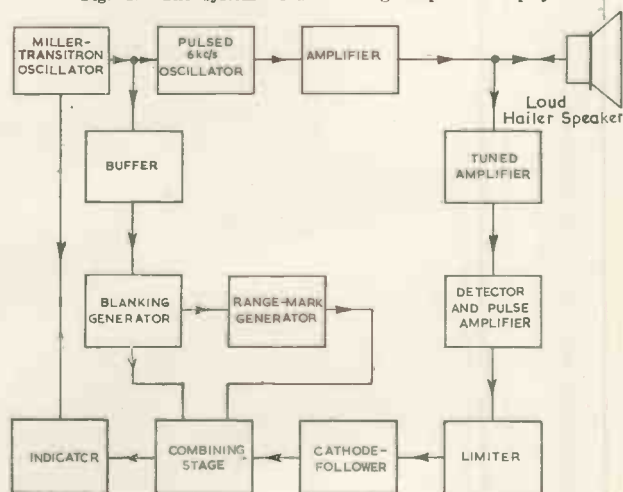 MILLER-
TRANSITRON
OSCILLATOR
PULSED
6kc/s
OSCILLATOR
AMPLIFIER
Loud
Hailer Speaker
BUFFER
TUNED
AMPLIFIER
BLANKING
GENERATOR
RANGE-MARK
GENERATOR
DETECTOR
AND PULSE
AMPLIFIER
INDICATOR
COMBINING
STAGE
CATHODE-
FOLLOWER
LIMITER